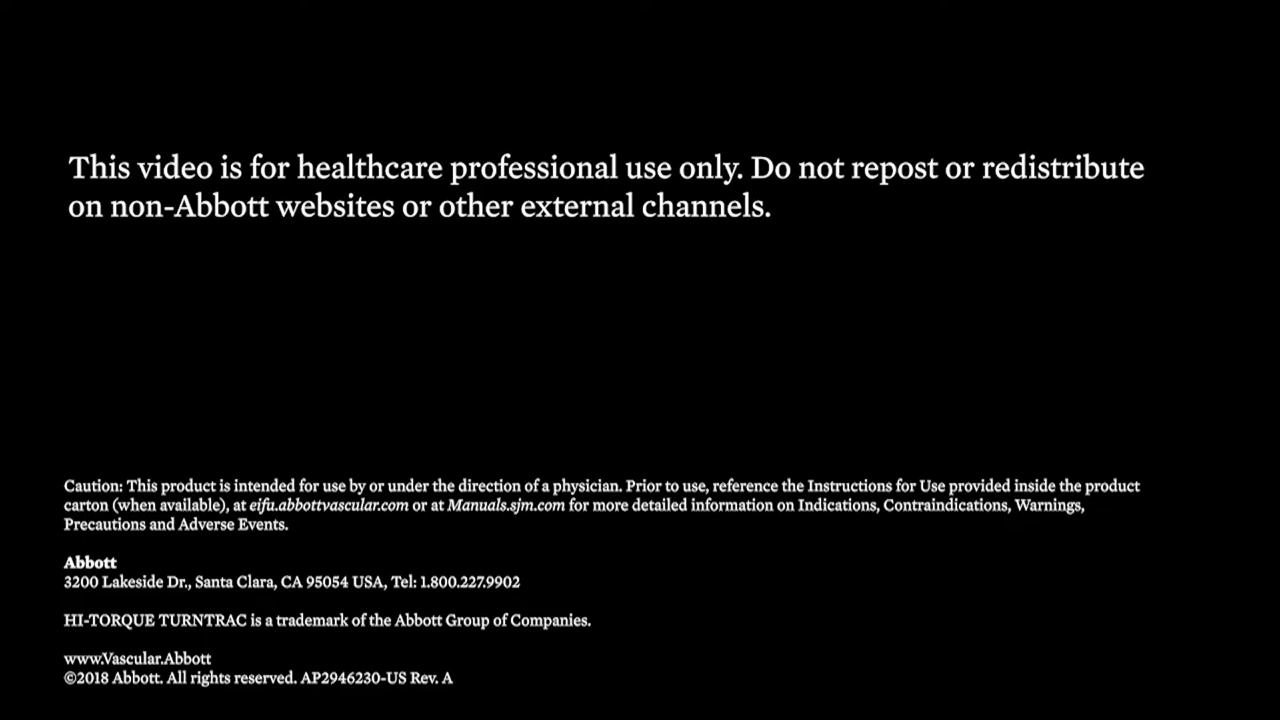 This video is for healthcare professional use only. Do not repost or redistribute
on non-Abbott websites or other external channels.
Caution: This product is intended for use by or under the direction of a physician. Prior to use, reference the Instructions for Use provided inside the product
carton (when available), at eifu.abbottvascular.com or at Manuals.sjm.com for more detailed information on Indications, Contraindications, Warnings,
Precautions and Adverse Events.
Abbott
3200 Lakeside Dr., Santa Clara, CA 95054 USA, Tel: 1.800.227.9902
HI-TORQUE TURNTRAC is a trademark of the Abbott Group of Companies.
www.Vascular.Abbott
©2018 Abbott. All rights reserved. AP2946230-US Rev. A